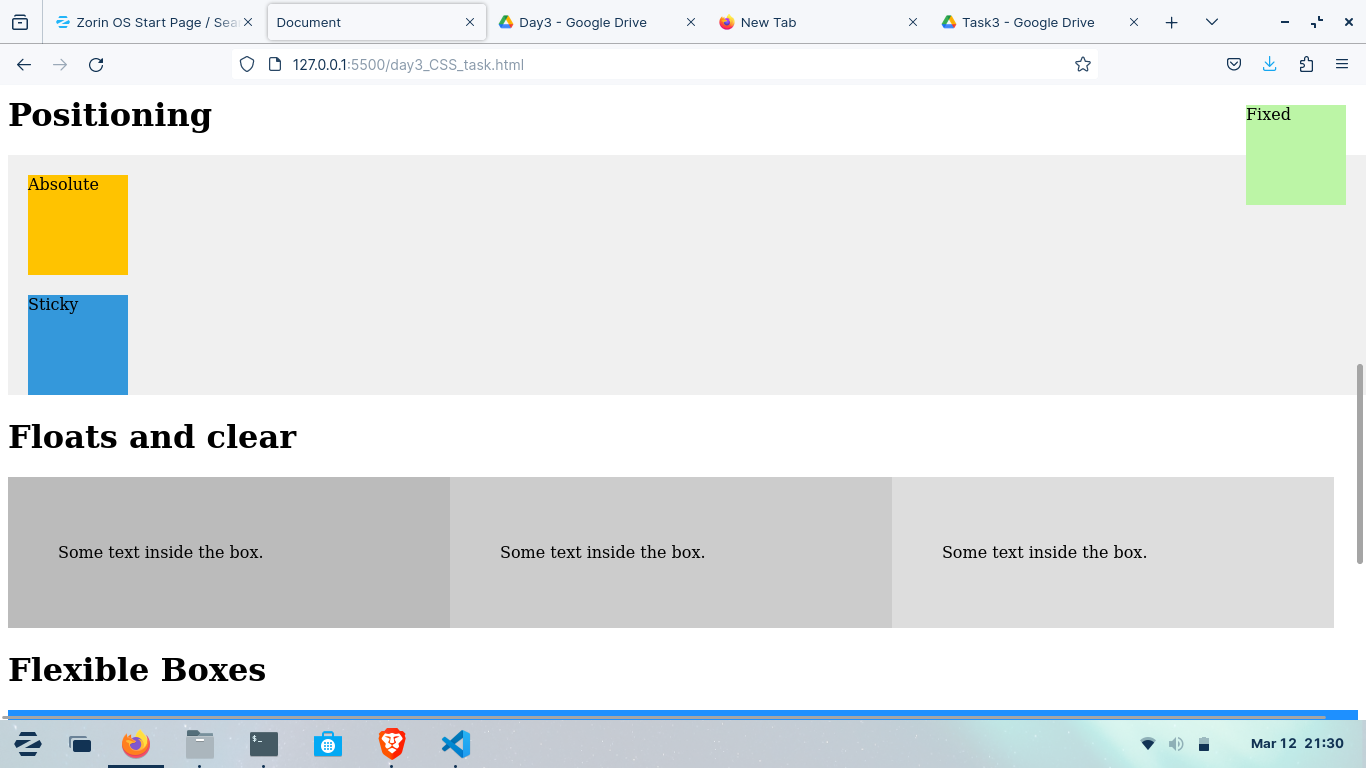 Zorin OS Start Page / Sea
Document
Day3 - Google Drive
New Tab
Task3 - Google Drive
127.0.0.1:5500/day3_CSS_task.html
Positioning
Fixed
Absolute
Sticky
Floats and clear
Some text inside the box.
Some text inside the box.
Some text inside the box.
Flexible Boxes
Mar 12 21:30